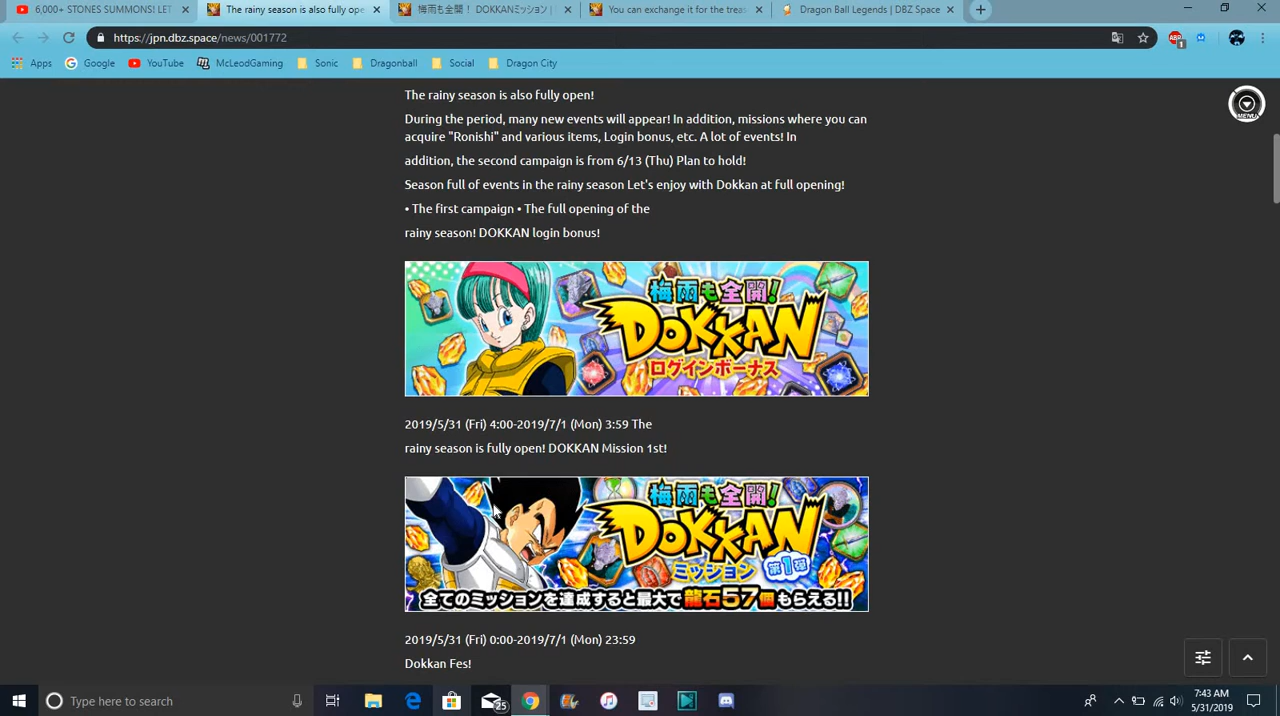 6,000+ STONES SUMMONS! LET
The rainy season is also fully ope
梅雨も全開！ DOKKANミッション |
You can exchange it for the trea
Dragon Ball Legends | DBZ Space
https://jpn.dbz.space/news/001772
Apps
Google
YouTube
McLeodGaming
Sonic
Dragonball
Social
Dragon City
MENU
The rainy season is also fully open!
During the period, many new events will appear! In addition, missions where you can
acquire "Ronishi" and various items, Login bonus, etc. A lot of events! In
addition, the second campaign is from 6/13 (Thu) Plan to hold!
Season full of events in the rainy season Let's enjoy with Dokkan at full opening!
• The first campaign • The full opening of the
rainy season! DOKKAN login bonus!
梅雨も全開!
DOKKAN
ログインボーナス
2019/5/31 (Fri) 4:00-2019/7/1 (Mon) 3:59 The
rainy season is fully open! DOKKAN Mission 1st!
梅雨も全開!
DOKKAN
ミッション 第1弾
全てのミッションを達成すると最大で龍石57個もらえる!!
2019/5/31 (Fri) 0:00-2019/7/1 (Mon) 23:59
Dokkan Fes!
Type here to search
25
7:43 AM
5/31/2019